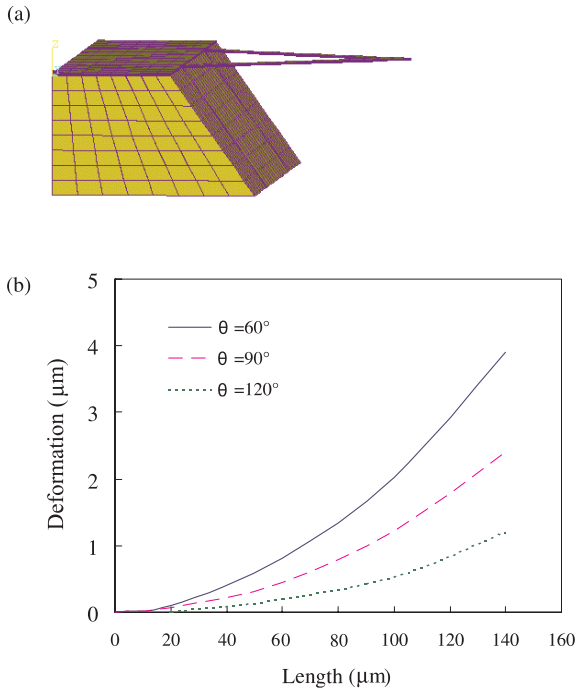 (a)
Z
(b)
5
4
3
2
1
0
Deformation (μm)
θ =60°
θ =90°
θ =120°
0 20 40 60 80 100 120 140 160
Length (μm)